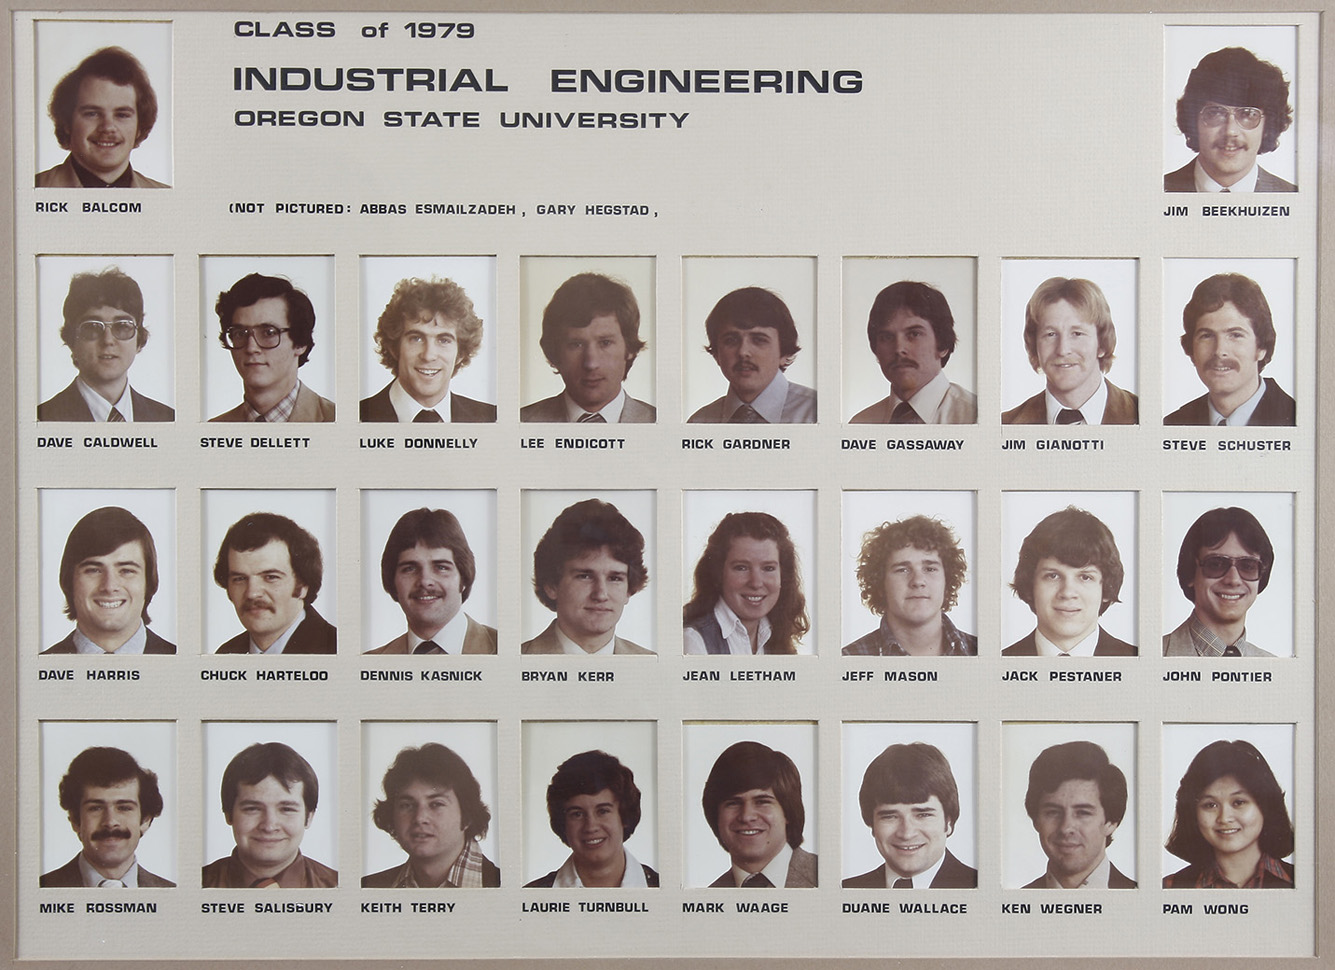 CLASS of 1979
INDUSTRIAL ENGINEERING
OREGON STATE UNIVERSITY
RICK BALCOM
(NOT PICTURED: ABBAS ESMAILZADEH, GARY HEGSTAD,
JIM BEEKHUIZEN
DAVE CALDWELL
STEVE DELLETT
LUKE DONNELLY
LEE ENDICOTT
RICK GARDNER
DAVE GASSAWAY
JIM GIANOTTI
STEVE SCHUSTER
DAVE HARRIS
CHUCK HARTELOO
DENNIS KASNICK
BRYAN KERR
JEAN LEETHAM
JEFF MASON
JACK PESTANER
JOHN PONTIER
MIKE ROSSMAN
STEVE SALISBURY
KEITH TERRY
LAURIE TURNBULL
MARK WAAGE
DUANE WALLACE
KEN WEGNER
PAM WONG